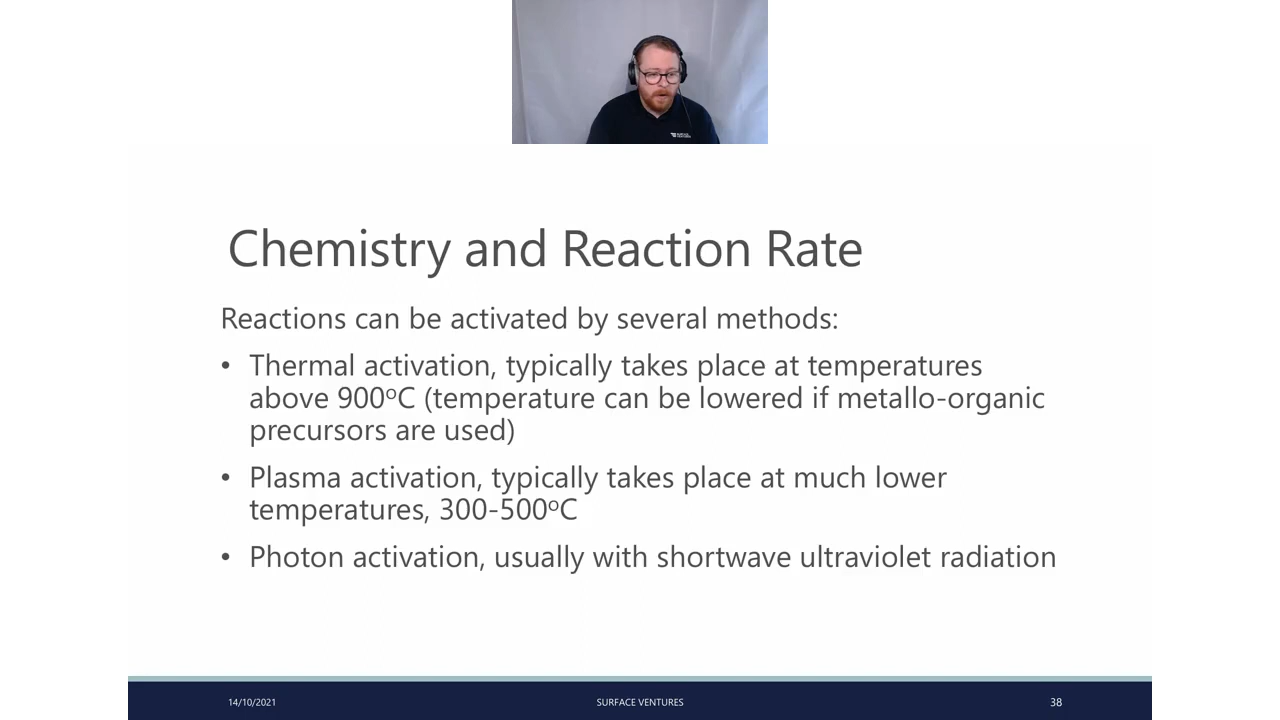 Chemistry and Reaction Rate
Reactions can be activated by several methods:
• Thermal activation, typically takes place at temperatures
above 900ºC (temperature can be lowered if metallo-organic
precursors are used)
• Plasma activation, typically takes place at much lower
temperatures, 300-500ºC
• Photon activation, usually with shortwave ultraviolet radiation
14/10/2021
SURFACE VENTURES
38